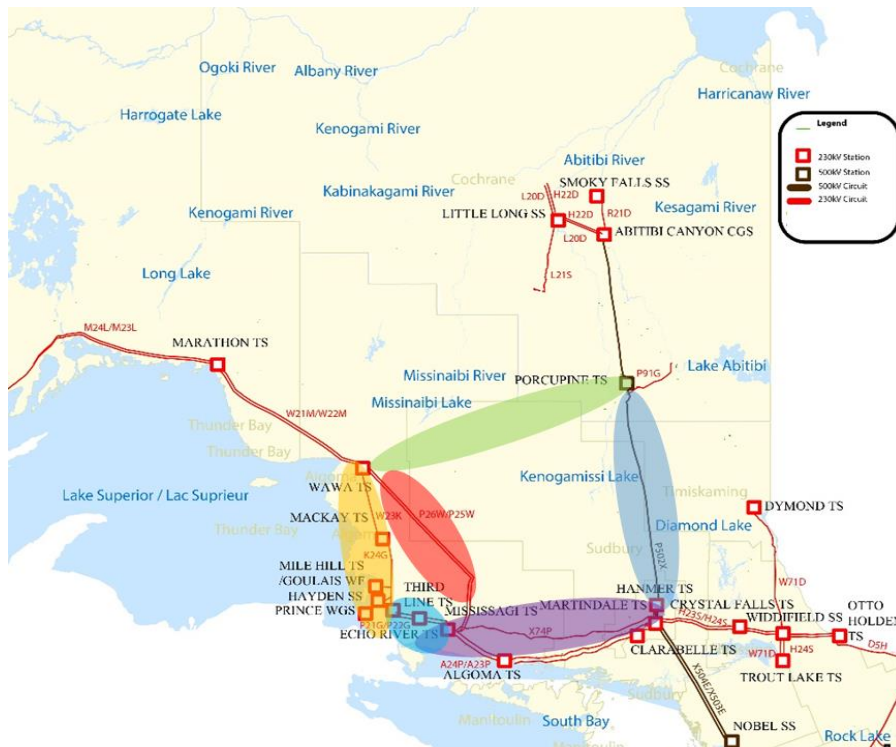 Ogoki River
Albany River
Cochrane
Harricanaw River
Harrogate Lake
Kenogami River
Legend
230kV Station
500kV Station
500kV Circuit
230kV Circuit
Abitibi River
Cochrane
SMOKY FALLS SS
Kabinakagami River
L20D
H22D
R21D
Kesagami River
Kenogami River
LITTLE LONG SS
H22D
L20D
ABITIBI CANYON CGS
Long Lake
L21S
M24L/M23L
MARATHON TS
Missinaibi River
PORCUPINE TS
P91G
Lake Abitibi
Missinaibi Lake
W21M/W22M
Thunder Bay
Thunder Bay
Algoma
WAWA TS
Kenogamissi Lake
Timiskaming
Lake Superior / Lac Suprieur
MACKAY TS
W23K
P26W/P25W
DYMOND TS
Thunder Bay
Diamond Lake
Sudbury
P502X
K24G
MILE HILL TS
/GOULAIS WF
THIRD
LINE TS
HANMER TS
W71D
HAYDEN SS
MISSISSAGI TS
MARTINDALE TS
CRYSTAL FALLS TS
PRINCE WGS
H23S/H24S
WIDDIFIELD SS
OTTO
HOLDEN
TS
P21G/P22G
ECHO RIVER TS
X74P
CLARABELLE TS
W71D
H24S
D5H
A24P/A23P
ALGOMA TS
TROUT LAKE TS
X504E/X503E
Sudbury
Manitoulin
South Bay
NOBEL SS
Rock Lake